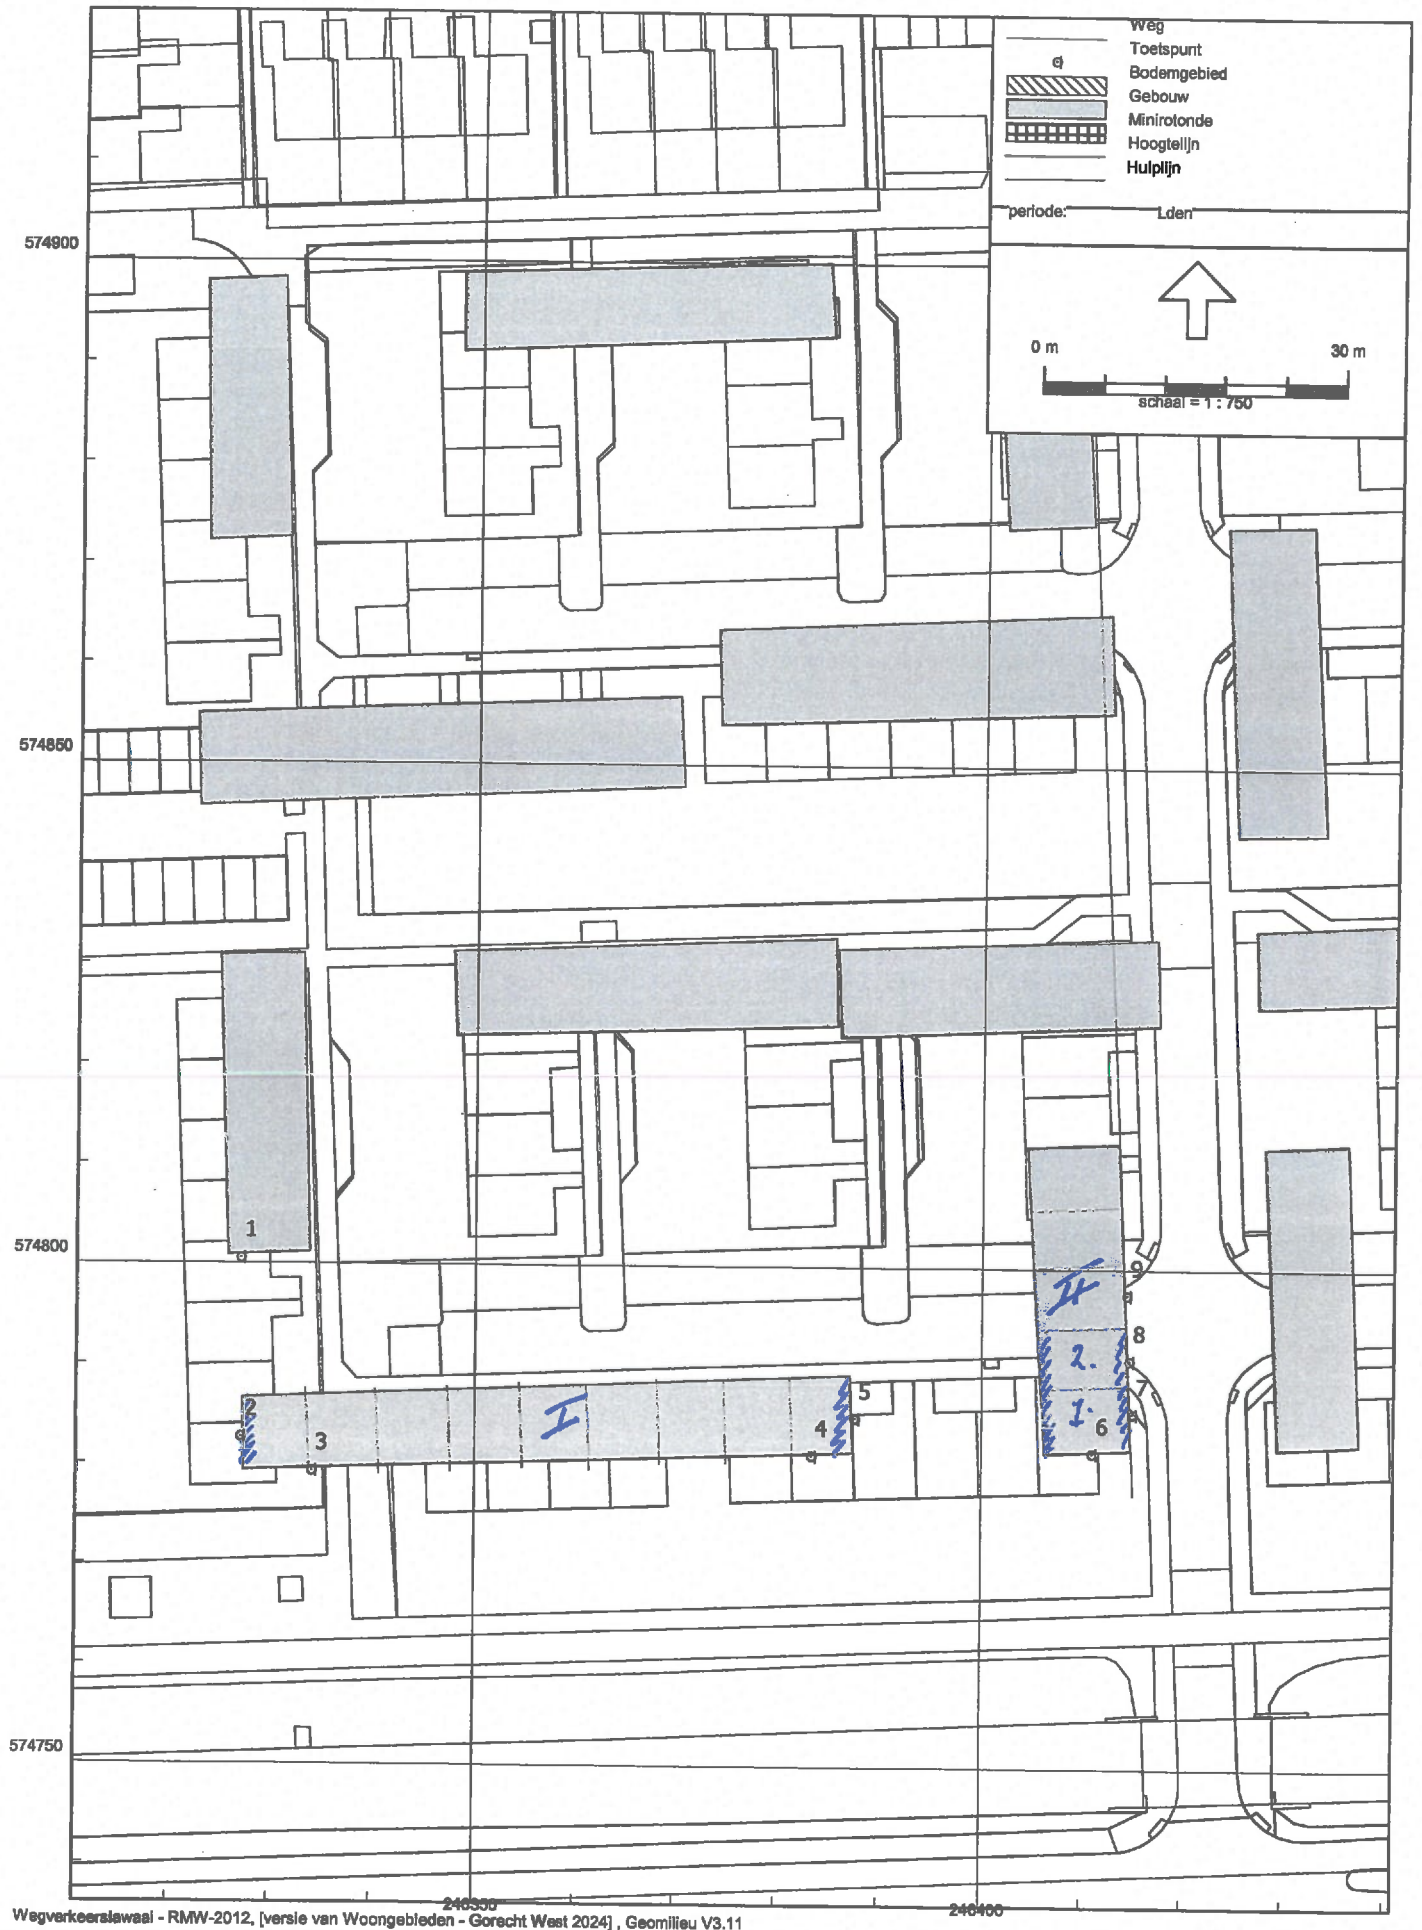 Weg
Toetspunt
Bodemgebied
Gebouw
Minirotonde
Hoogtelijn
Hulplijn
periode: Lden
0 m 30 m
schaal = 1 : 750
574900
574850
574800
574750
1
2
3
4
5
6
7
8
9
I
II
2.
1.
246350
246400
Wegverkeerslawaai - RMW-2012, [versie van Woongebieden - Gorecht West 2024] , Geomilieu V3.11